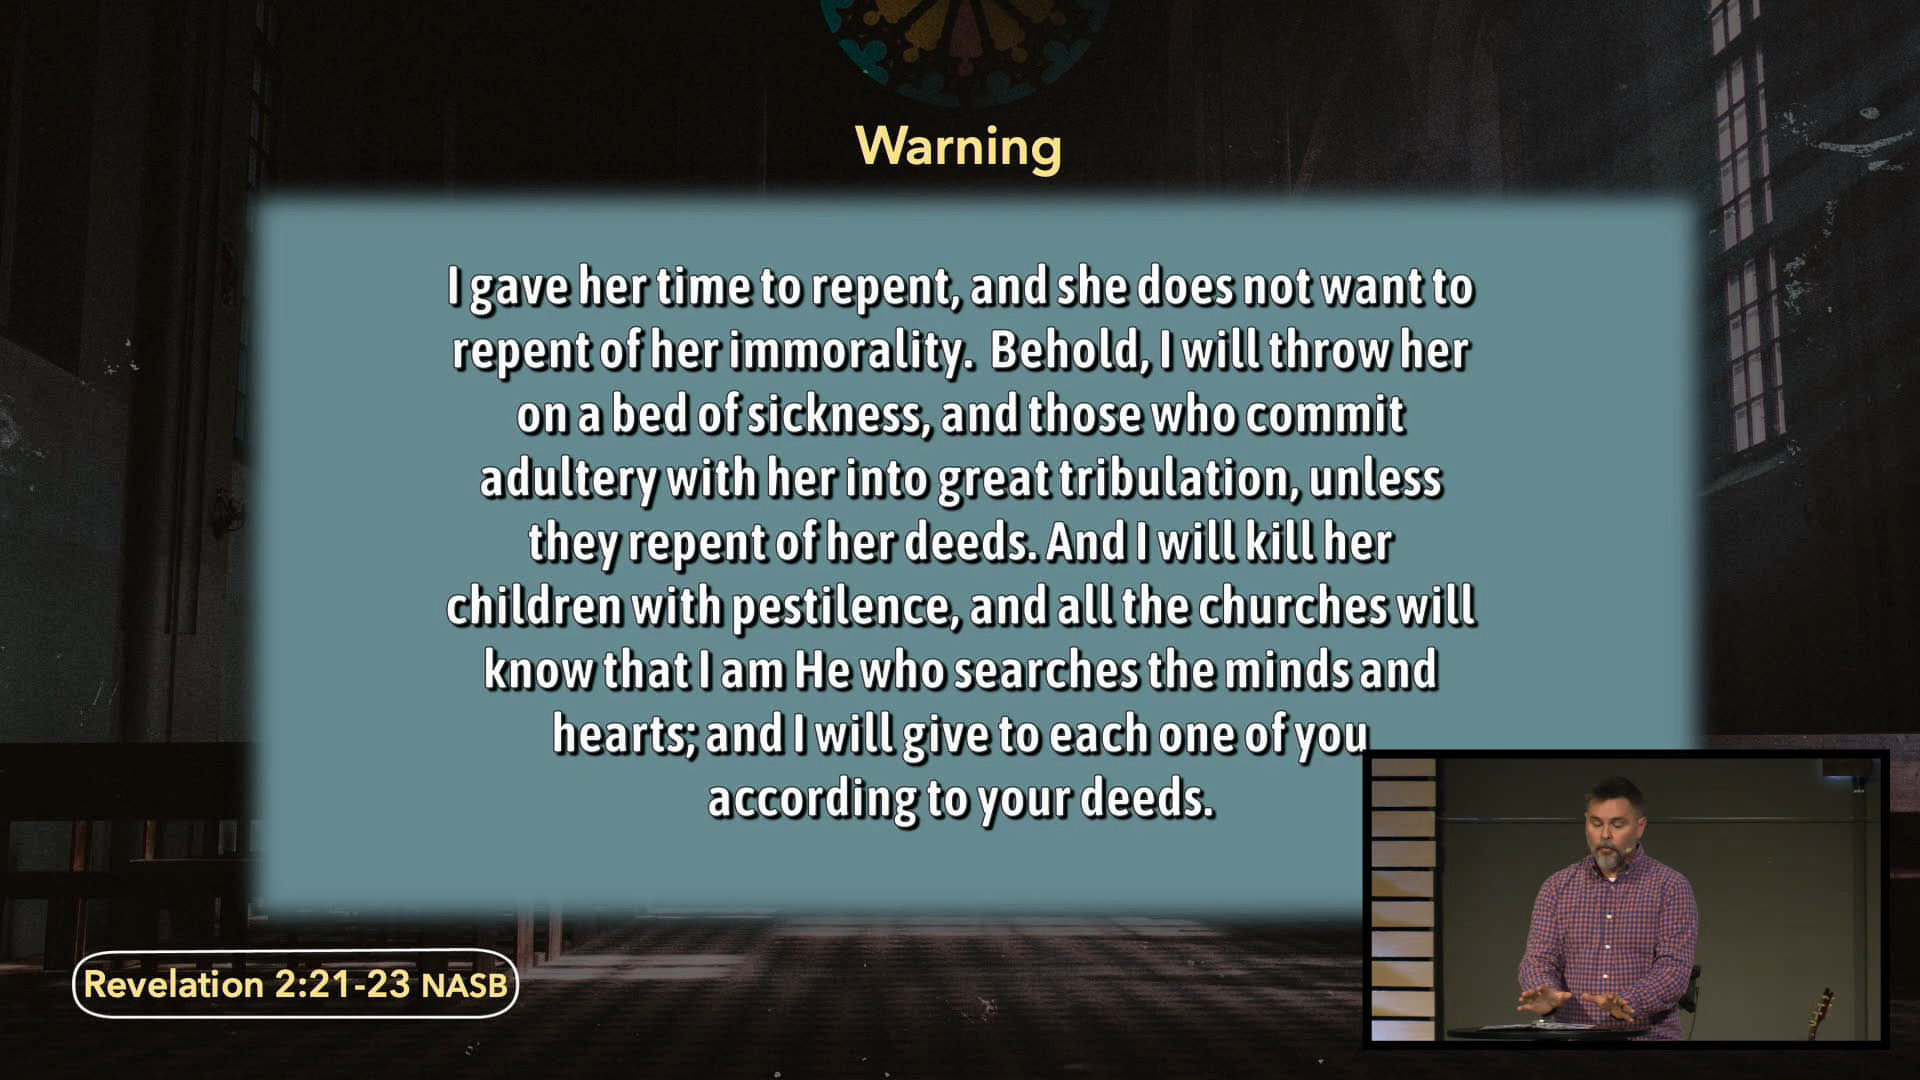 Warning
I gave her time to repent, and she does not want to
repent of her immorality. Behold, I will throw her
on a bed of sickness, and those who commit
adultery with her into great tribulation, unless
they repent of her deeds. And I will kill her
children with pestilence, and all the churches will
know that I am He who searches the minds and
hearts; and I will give to each one of you
according to your deeds.
Revelation 2:21-23 NASB